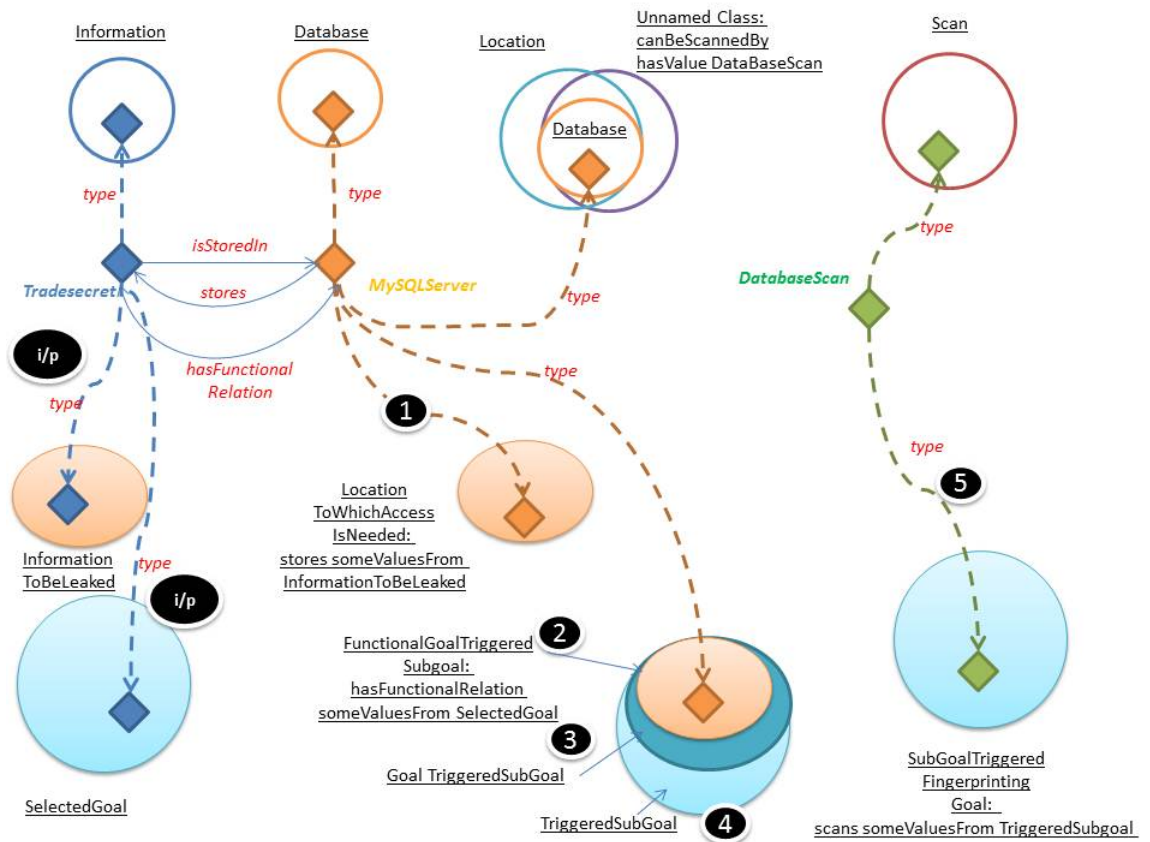 Information
Database
Location
Unnamed Class:
canBeScannedBy
hasValue DataBaseScan
Scan
Database
type
type
type
type
isStoredIn
stores
Tradesecret
MySQLServer
DatabaseScan
i/p
hasFunctional
Relation
type
type
1
type
5
Information
ToBeLeaked
Location
ToWhichAccess
IsNeeded:
stores someValuesFrom
InformationToBeLeaked
type
i/p
2
FunctionalGoalTriggered
Subgoal:
hasFunctionalRelation
someValuesFrom SelectedGoal
3
Goal TriggeredSubGoal
TriggeredSubGoal
4
SelectedGoal
SubGoalTriggered
Fingerprinting
Goal:
scans someValuesFrom TriggeredSubgoal